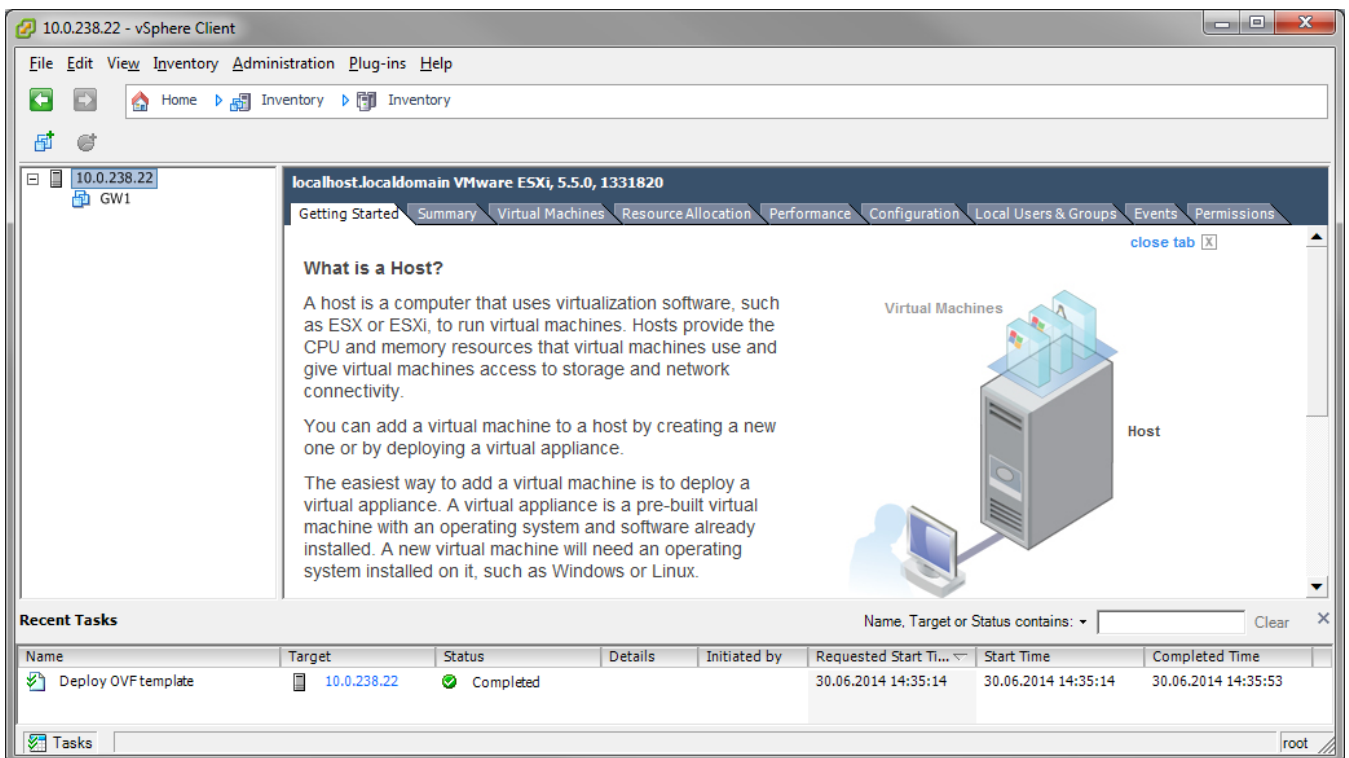 10.0.238.22 - vSphere Client
File Edit View Inventory Administration Plug-ins Help
Home Inventory Inventory
10.0.238.22
GW1
localhost.localdomain VMware ESXi, 5.5.0, 1331820
Getting Started Summary Virtual Machines Resource Allocation Performance Configuration Local Users & Groups Events Permissions
close tab X
What is a Host?
A host is a computer that uses virtualization software, such
as ESX or ESXi, to run virtual machines. Hosts provide the
CPU and memory resources that virtual machines use and
give virtual machines access to storage and network
connectivity.
You can add a virtual machine to a host by creating a new
one or by deploying a virtual appliance.
The easiest way to add a virtual machine is to deploy a
virtual appliance. A virtual appliance is a pre-built virtual
machine with an operating system and software already
installed. A new virtual machine will need an operating
system installed on it, such as Windows or Linux.
Virtual Machines
Host
Recent Tasks
Name, Target or Status contains:
Clear
Name Target Status Details Initiated by Requested Start Ti... Start Time Completed Time
Deploy OVF template 10.0.238.22 Completed 30.06.2014 14:35:14 30.06.2014 14:35:14 30.06.2014 14:35:53
Tasks
root